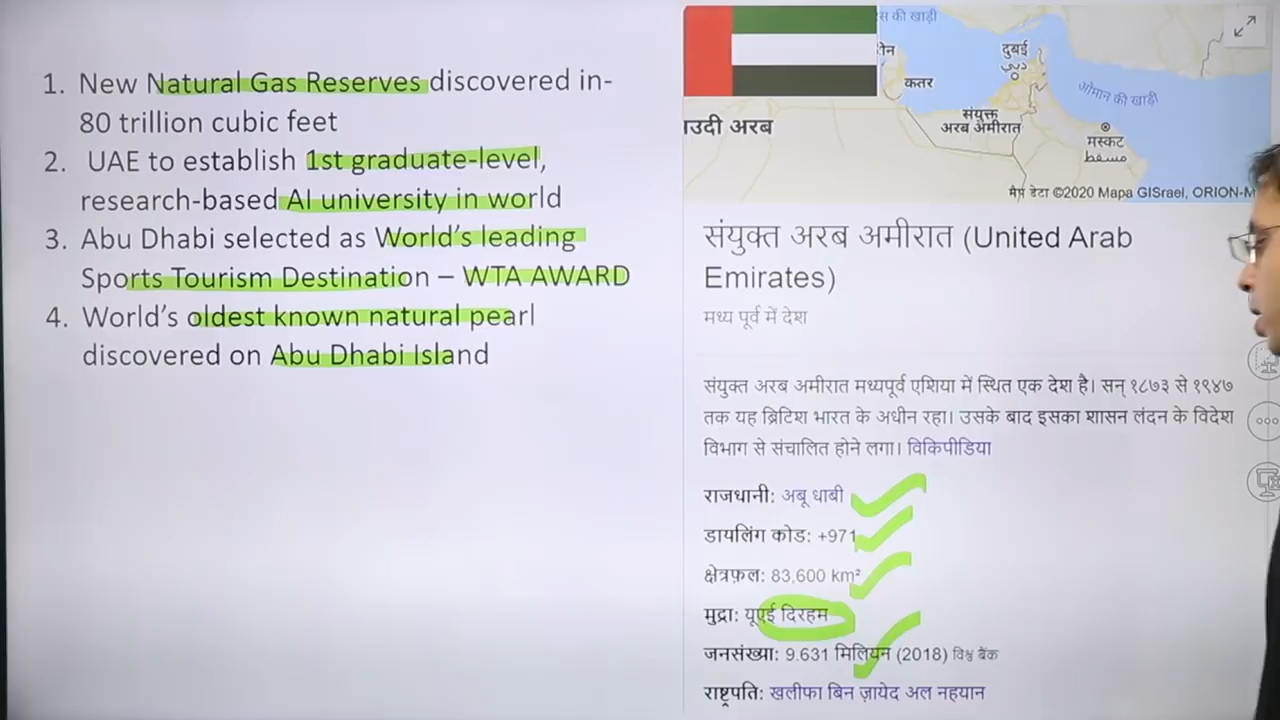 1. New Natural Gas Reserves discovered in-
80 trillion cubic feet
2. UAE to establish 1st graduate-level,
research-based AI university in world
3. Abu Dhabi selected as World's leading
Sports Tourism Destination – WTA AWARD
4. World's oldest known natural pearl
discovered on Abu Dhabi Island
स की खाड़ी
ीन
दुबई
دبي
कतर
ओमान की खाड़ी
संयुक्त
अरब अमीरात
ाउदी अरब
मस्कट
مسقط
मैप डेटा ©2020 Mapa GISrael, ORION-M
संयुक्त अरब अमीरात (United Arab
Emirates)
मध्य पूर्व में देश
संयुक्त अरब अमीरात मध्यपूर्व एशिया में स्थित एक देश है। सन् १८७३ से १९४७
तक यह ब्रिटिश भारत के अधीन रहा। उसके बाद इसका शासन लंदन के विदेश
विभाग से संचालित होने लगा। विकिपीडिया
राजधानी: अबू धाबी
डायलिंग कोड: +971
क्षेत्रफ़ल: 83,600 km²
मुद्रा: यूएई दिरहम
जनसंख्या: 9.631 मिलियन (2018) विश्व बैंक
राष्ट्रपति: खलीफा बिन ज़ायेद अल नहयान